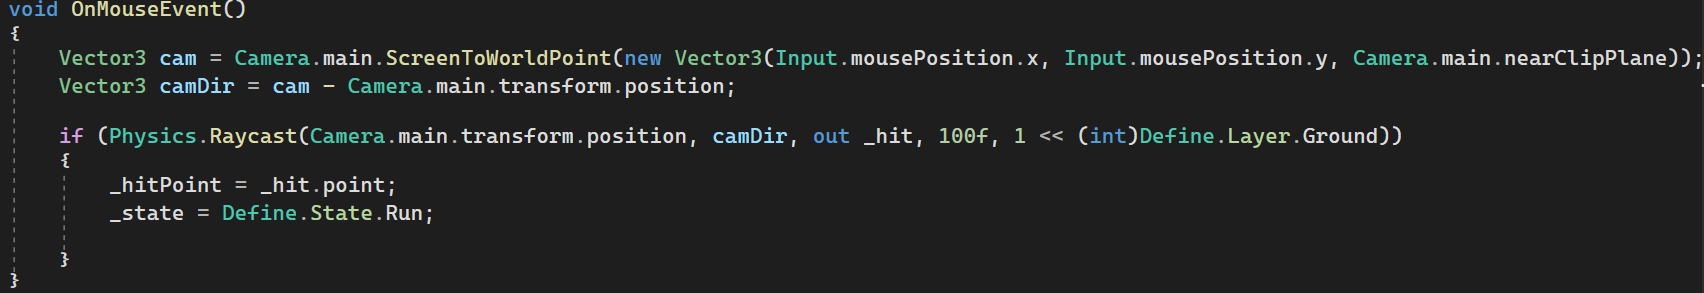 void OnMouseEvent()
{
    Vector3 cam = Camera.main.ScreenToWorldPoint(new Vector3(Input.mousePosition.x, Input.mousePosition.y, Camera.main.nearClipPlane));
    Vector3 camDir = cam - Camera.main.transform.position;

    if (Physics.Raycast(Camera.main.transform.position, camDir, out _hit, 100f, 1 << (int)Define.Layer.Ground))
    {
        _hitPoint = _hit.point;
        _state = Define.State.Run;

    }
}